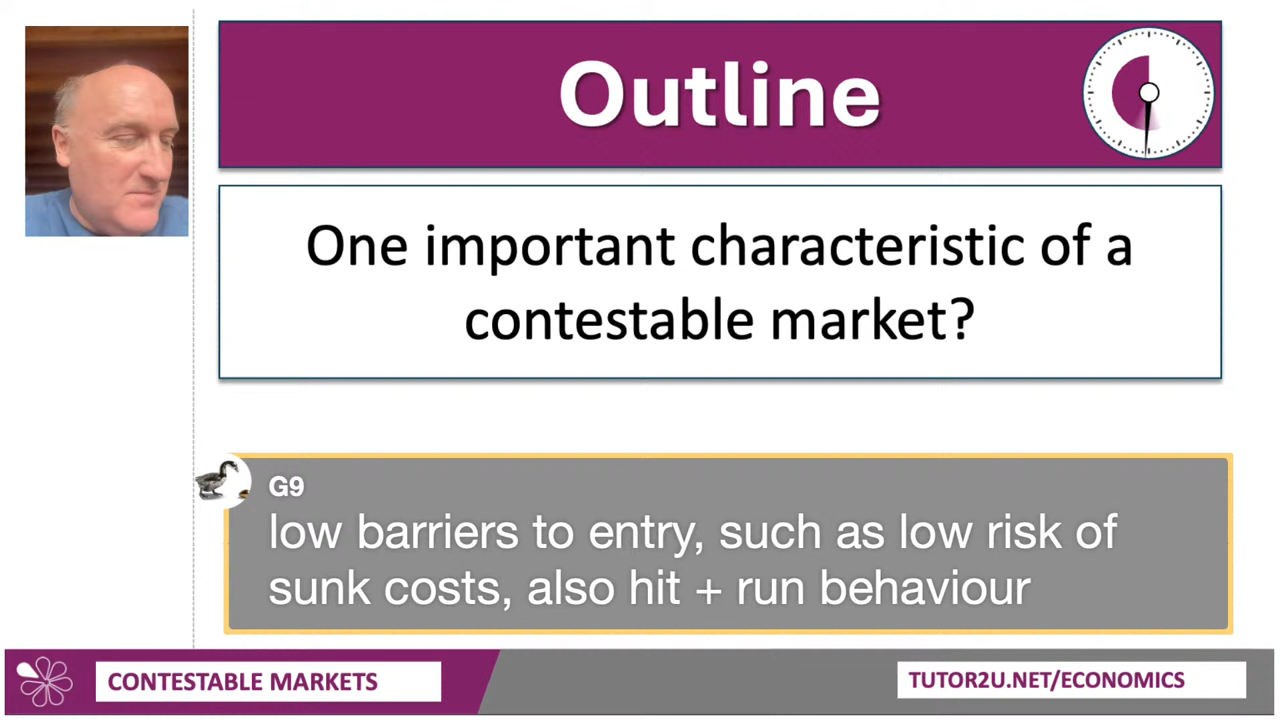 Outline
One important characteristic of a
contestable market?
G9
low barriers to entry, such as low risk of
sunk costs, also hit + run behaviour
CONTESTABLE MARKETS
TUTOR2U.NET/ECONOMICS